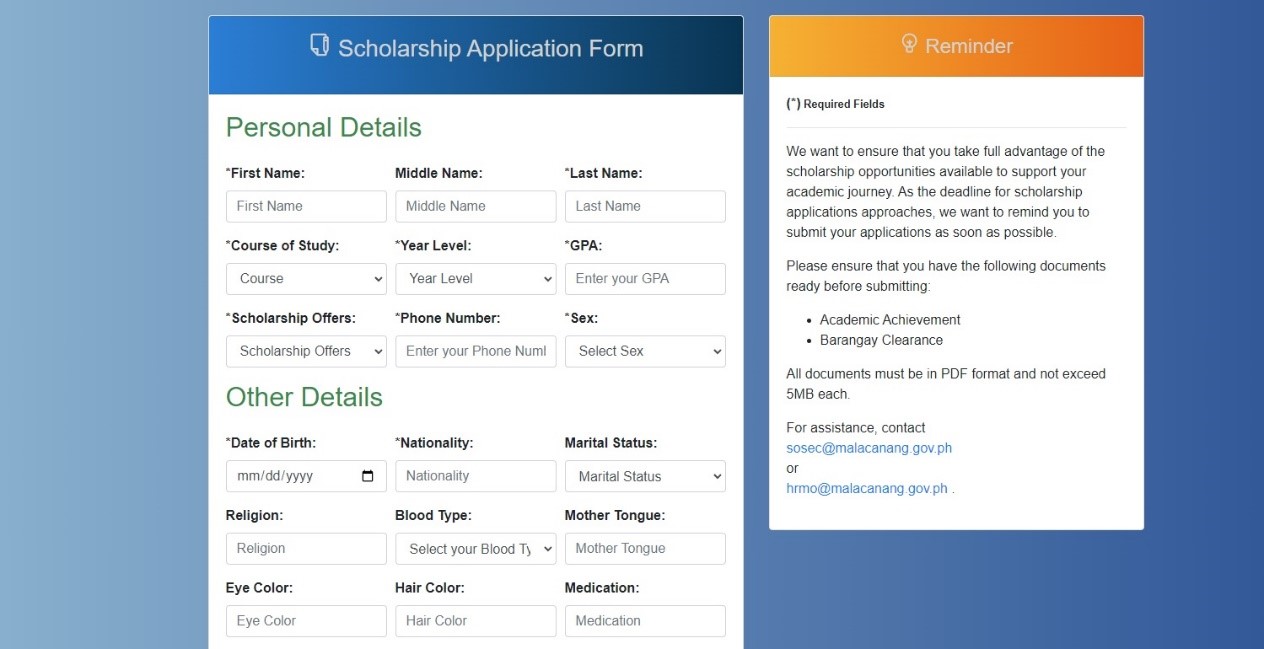 Scholarship Application Form
Personal Details
*First Name: Middle Name: *Last Name:
First Name Middle Name Last Name
*Course of Study: *Year Level: *GPA:
Course Year Level Enter your GPA
*Scholarship Offers: *Phone Number: *Sex:
Scholarship Offers Enter your Phone Numl Select Sex
Other Details
*Date of Birth: *Nationality: Marital Status:
mm/dd/yyyy Nationality Marital Status
Religion: Blood Type: Mother Tongue:
Religion Select your Blood Ty Mother Tongue
Eye Color: Hair Color: Medication:
Eye Color Hair Color Medication
Reminder
(*) Required Fields
We want to ensure that you take full advantage of the
scholarship opportunities available to support your
academic journey. As the deadline for scholarship
applications approaches, we want to remind you to
submit your applications as soon as possible.
Please ensure that you have the following documents
ready before submitting:
• Academic Achievement
• Barangay Clearance
All documents must be in PDF format and not exceed
5MB each.
For assistance, contact
sosec@malacanang.gov.ph
or
hrmo@malacanang.gov.ph .